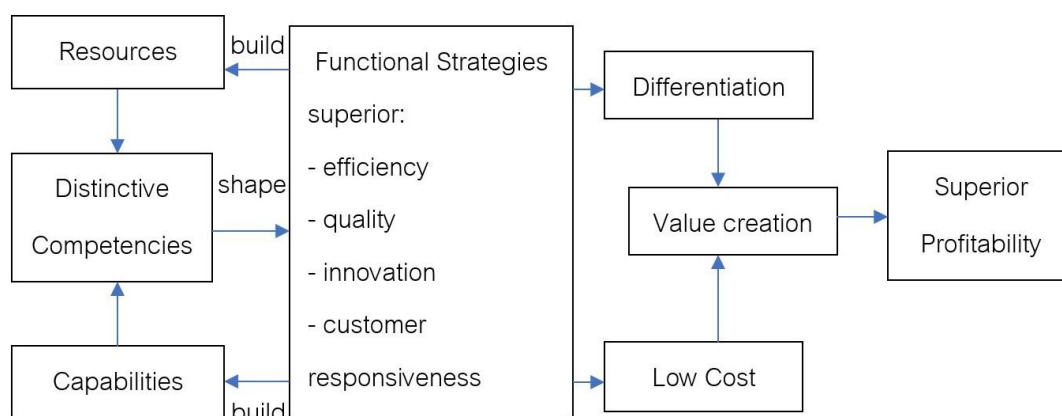 Resources
build
Functional Strategies
superior:
- efficiency
- quality
- innovation
- customer
responsiveness
Distinctive
Competencies
shape
Capabilities
build
Differentiation
Value creation
Low Cost
Superior
Profitability